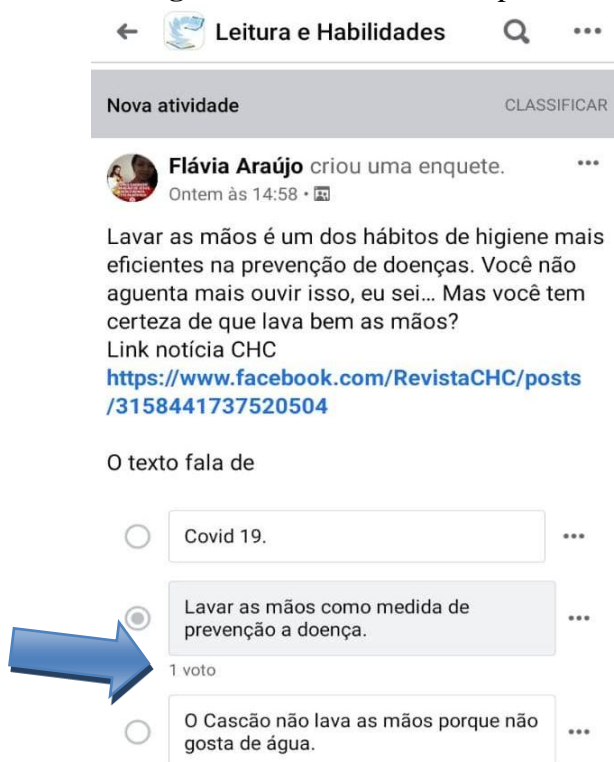 Leitura e Habilidades
Nova atividade CLASSIFICAR
Flávia Araújo criou uma enquete.
Ontem às 14:58
Lavar as mãos é um dos hábitos de higiene mais
eficientes na prevenção de doenças. Você não
aguenta mais ouvir isso, eu sei... Mas você tem
certeza de que lava bem as mãos?
Link notícia CHC
https://www.facebook.com/RevistaCHC/posts
/3158441737520504
O texto fala de
Covid 19.
Lavar as mãos como medida de
prevenção a doença.
1 voto
O Cascão não lava as mãos porque não
gosta de água.